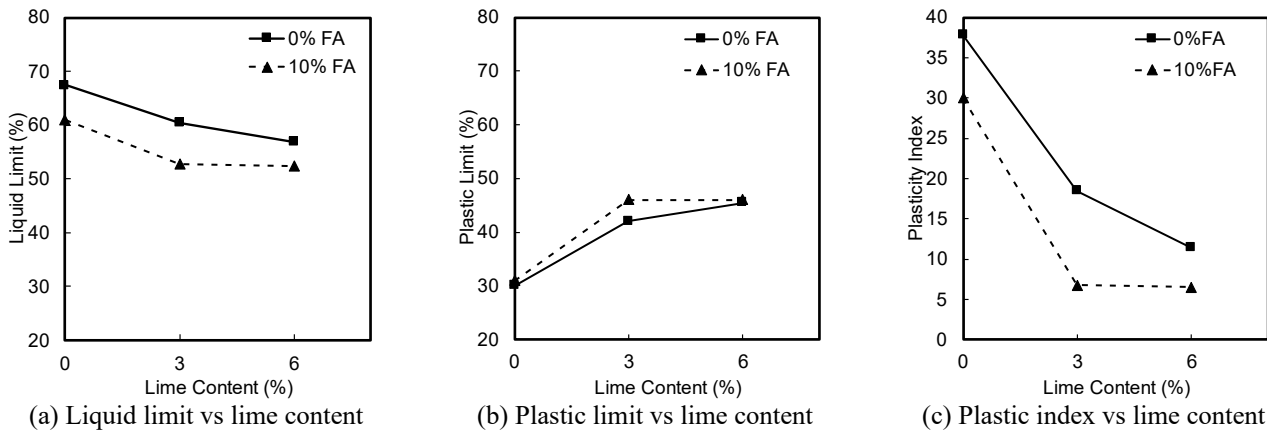 80
70
60
50
40
30
20
0
3
6
Liquid Limit (%)
Lime Content (%)
0% FA
10% FA
(a) Liquid limit vs lime content
80
70
60
50
40
30
20
0
3
6
Plastic Limit (%)
Lime Content (%)
0% FA
10% FA
(b) Plastic limit vs lime content
40
35
30
25
20
15
10
5
0
0
3
6
Plasticity Index
Lime Content (%)
0%FA
10%FA
(c) Plastic index vs lime content